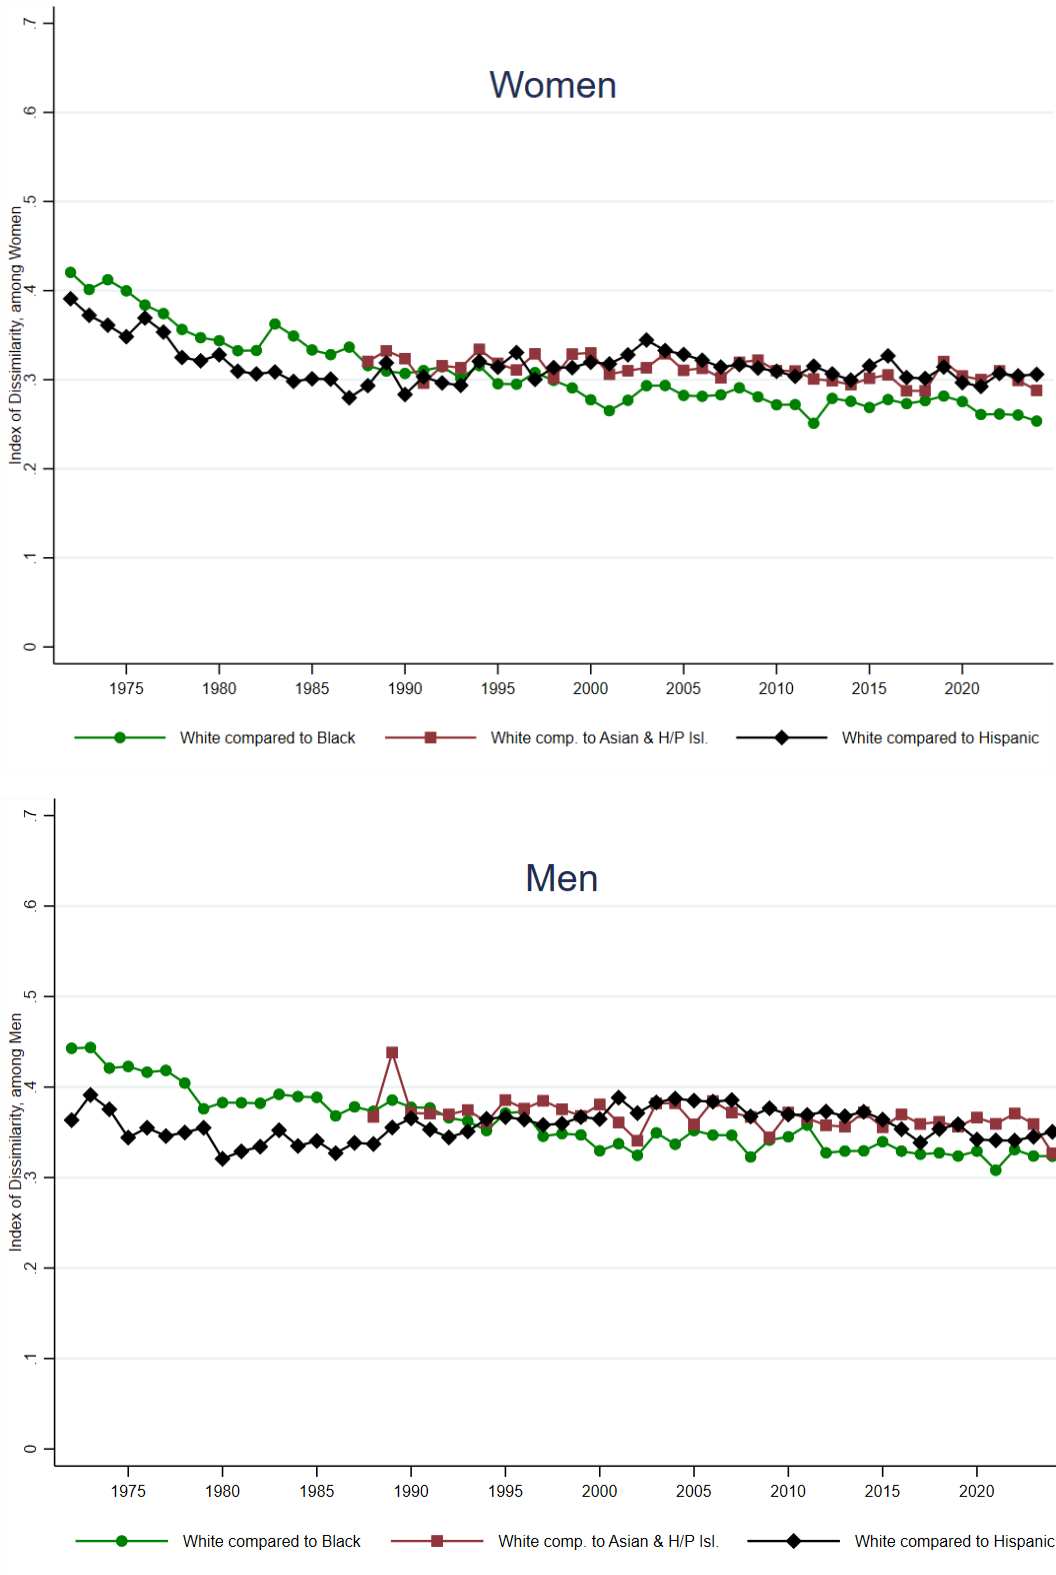 Women
Index of Dissimilarity, among Women
.7
.6
.5
.4
.3
.2
.1
0
1975 1980 1985 1990 1995 2000 2005 2010 2015 2020
White compared to Black White comp. to Asian & H/P Isl. White compared to Hispanic
Men
Index of Dissimilarity, among Men
.7
.6
.5
.4
.3
.2
.1
0
1975 1980 1985 1990 1995 2000 2005 2010 2015 2020
White compared to Black White comp. to Asian & H/P Isl. White compared to Hispanic